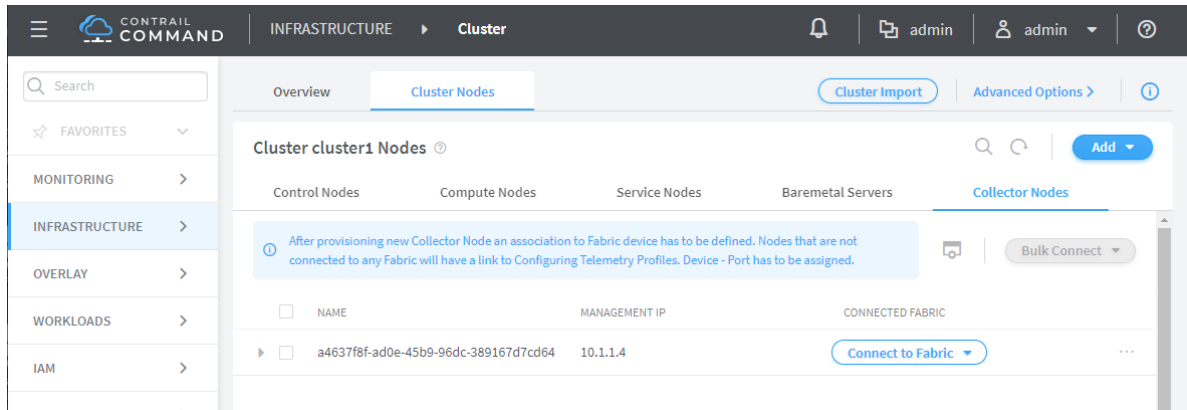 CONTRAIL
COMMAND
INFRASTRUCTURE
Cluster
admin
admin
Search
Overview
Cluster Nodes
Cluster Import
Advanced Options >
FAVORITES
Cluster cluster1 Nodes
Add
MONITORING
Control Nodes
Compute Nodes
Service Nodes
Baremetal Servers
Collector Nodes
INFRASTRUCTURE
After provisioning new Collector Node an association to Fabric device has to be defined. Nodes that are not
connected to any Fabric will have a link to Configuring Telemetry Profiles. Device - Port has to be assigned.
Bulk Connect
OVERLAY
NAME
MANAGEMENT IP
CONNECTED FABRIC
WORKLOADS
a4637f8f-ad0e-45b9-96dc-389167d7cd64
10.1.1.4
Connect to Fabric
...
IAM